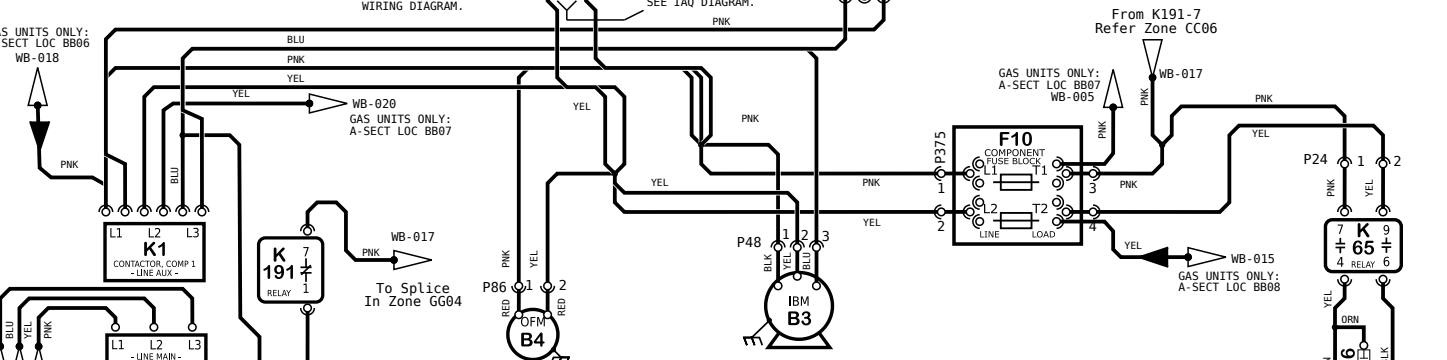 WIRING DIAGRAM.
SEE IAQ DIAGRAM.
PNK
From K191-7
Refer Zone CC06
AS UNITS ONLY:
-SECT LOC BB06
WB-018
BLU
PNK
YEL
YEL
WB-020
GAS UNITS ONLY:
A-SECT LOC BB07
YEL
PNK
GAS UNITS ONLY:
A-SECT LOC BB07
WB-005
WB-017
PNK
PNK
PNK
YEL
PNK
BLU
YEL
PNK
YEL
P375
1
2
F10
COMPONENT
FUSE BLOCK
L1
T1
L2
T2
LINE
LOAD
3
4
PNK
P24
1
2
PNK
YEL
L1
L2
L3
K1
CONTACTOR, COMP 1
- LINE AUX -
K
191
RELAY
7
1
WB-017
PNK
To Splice
In Zone GG04
PNK
YEL
P86
1
2
RED
RED
OFM
B4
P48
1
2
3
BLK
YEL
BLU
IBM
B3
YEL
WB-015
GAS UNITS ONLY:
A-SECT LOC BB08
7
9
K
65
4
RELAY
6
YEL
ORN
6
BLU
YEL
PNK
L1
L2
L3
- LINE MAIN -